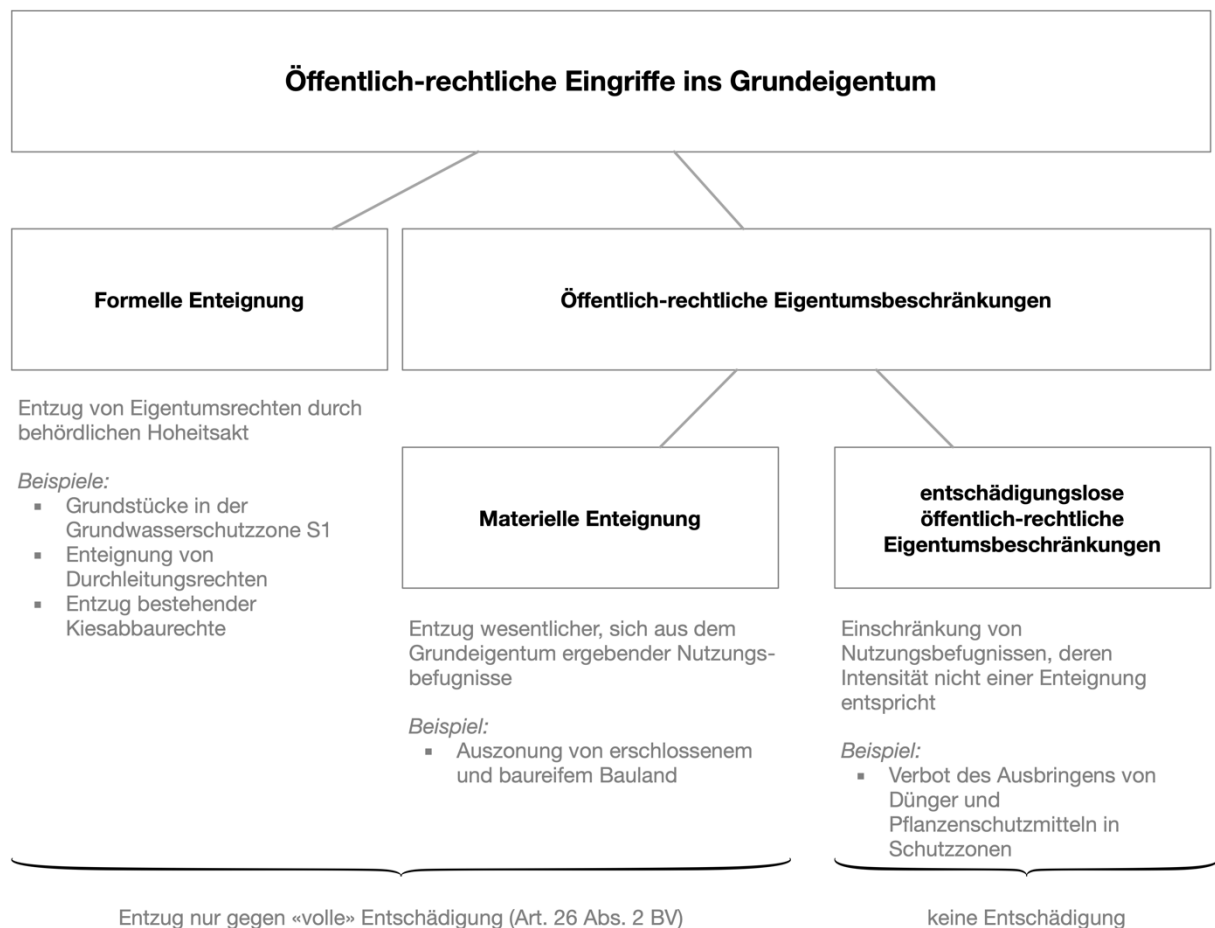 Öffentlich-rechtliche Eingriffe ins Grundeigentum
Formelle Enteignung
Öffentlich-rechtliche Eigentumsbeschränkungen
Entzug von Eigentumsrechten durch
behördlichen Hoheitsakt
Beispiele:
▪ Grundstücke in der
Grundwasserschutzzone S1
▪ Enteignung von
Durchleitungsrechten
▪ Entzug bestehender
Kiesabbaurechte
Materielle Enteignung
entschädigungslose
öffentlich-rechtliche
Eigentumsbeschränkungen
Entzug wesentlicher, sich aus dem
Grundeigentum ergebender Nutzungs-
befugnisse
Beispiel:
▪ Auszonung von erschlossenem
und baureifem Bauland
Einschränkung von
Nutzungsbefugnissen, deren
Intensität nicht einer Enteignung
entspricht
Beispiel:
▪ Verbot des Ausbringens von
Dünger und
Pflanzenschutzmitteln in
Schutzzonen
Entzug nur gegen «volle» Entschädigung (Art. 26 Abs. 2 BV)
keine Entschädigung